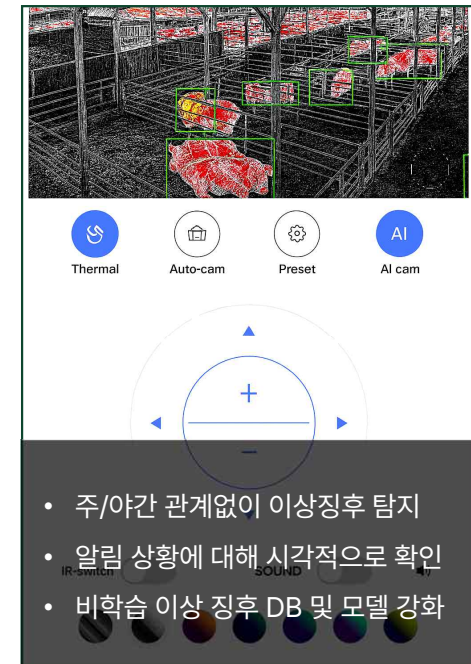 Thermal Auto-cam Preset AI AI cam
+
−
• 주/야간 관계없이 이상징후 탐지
• 알림 상황에 대해 시각적으로 확인
IR-switch SOUND
• 비학습 이상 징후 DB 및 모델 강화